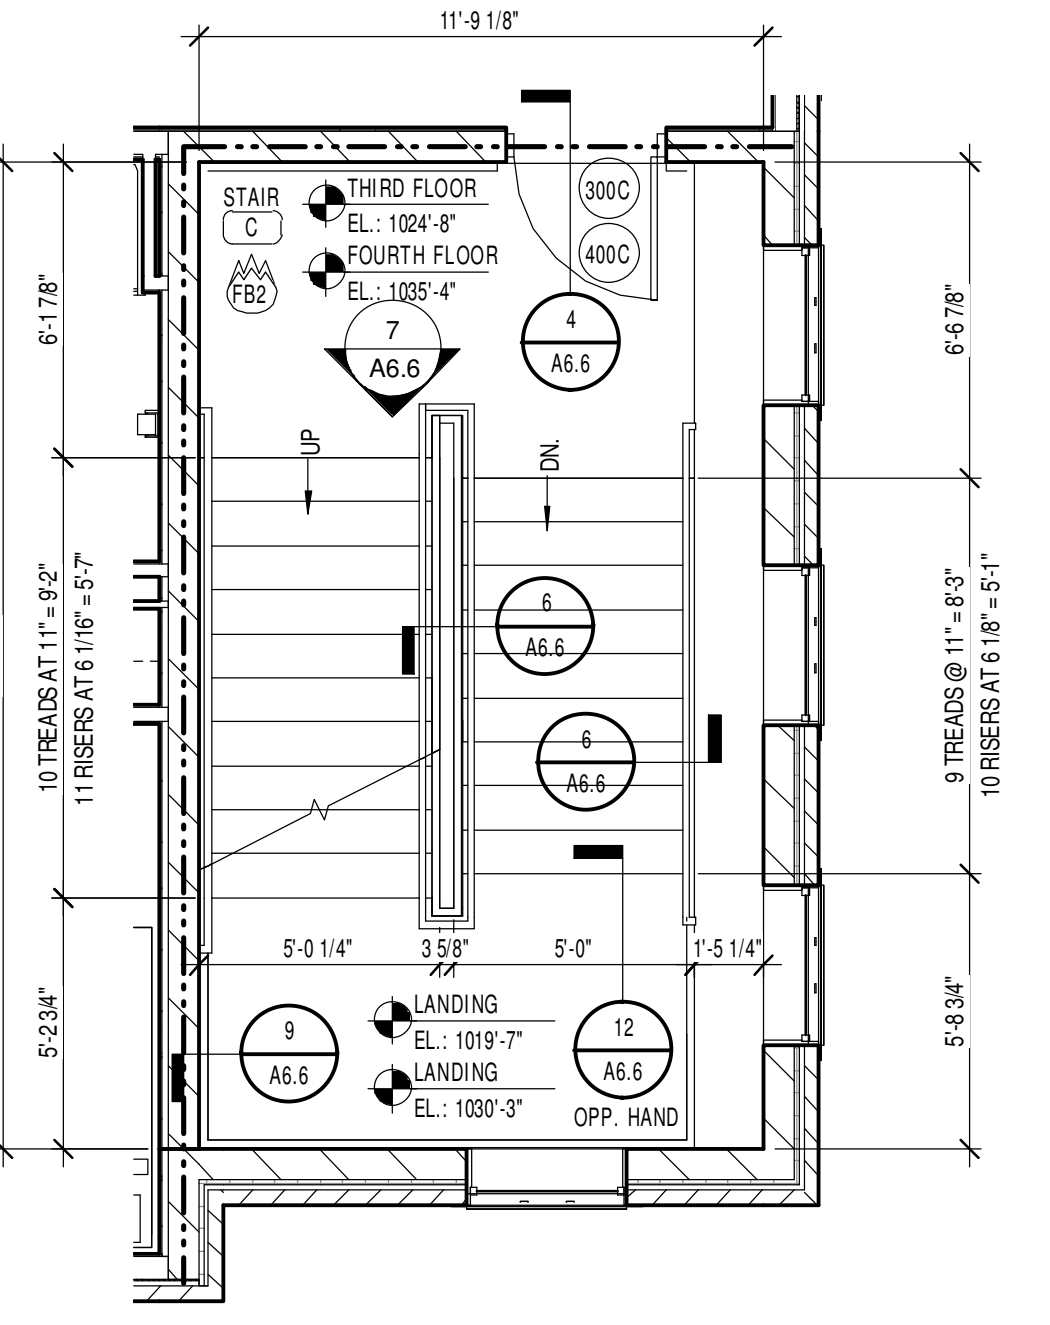 11'-9 1/8"
STAIR
C
FB2
THIRD FLOOR
EL.: 1024'-8"
FOURTH FLOOR
EL.: 1035'-4"
300C
400C
7
A6.6
4
A6.6
6'-1 7/8"
6'-6 7/8"
UP
DN.
10 TREADS AT 11" = 9'-2"
11 RISERS AT 6 1/16" = 5'-7"
6
A6.6
6
A6.6
9 TREADS @ 11" = 8'-3"
10 RISERS AT 6 1/8" = 5'-1"
5'-0 1/4"
3 5/8"
5'-0"
1'-5 1/4"
5'-2 3/4"
5'-8 3/4"
9
A6.6
LANDING
EL.: 1019'-7"
LANDING
EL.: 1030'-3"
12
A6.6
OPP. HAND